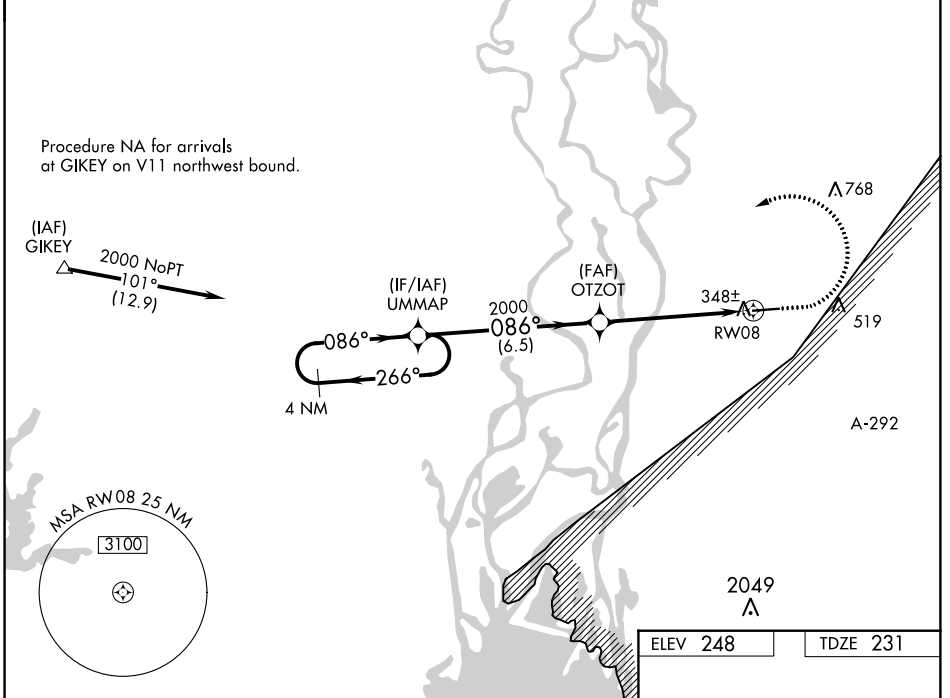 Procedure NA for arrivals
at GIKEY on V11 northwest bound.
768
(IAF)
GIKEY
2000 NoPT
101°
(12.9)
(IF/IAF)
UMMAP
(FAF)
OTZOT
2000
086°
(6.5)
348±
RW08
519
086°
266°
4 NM
A-292
MSA RW08 25 NM
3100
2049
ELEV 248
TDZE 231